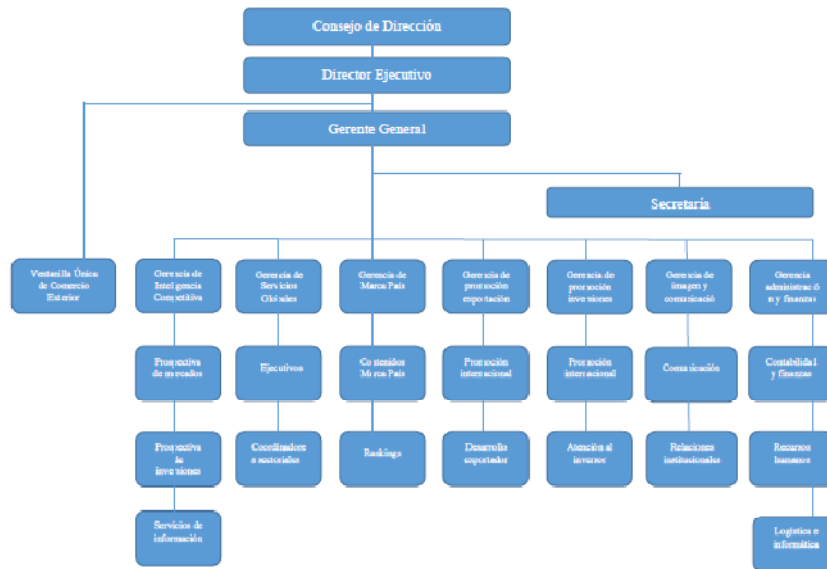 Consejo de Dirección
Director Ejecutivo
Gerente General
Secretaría
Ventanilla Única
de Comercio
Exterior
Gerencia de
Inteligencia
Competitiva
Gerencia de
Servicios
Globales
Gerencia de
Marca País
Gerencia de
promoción
exportación
Gerencia de
promoción
inversiones
Gerencia de
imagen y
comunicació
Gerencia
administració
n y finanzas
Prospectiva
de mercados
Ejecutivos
Contenidos
Marca País
Promoción
internacional
Promoción
internacional
Comunicación
Contabilidad
y finanzas
Prospectiva
de
inversiones
Coordinadore
s sectoriales
Rankings
Desarrollo
exportador
Atención al
inversor
Relaciones
institucionales
Recursos
humanos
Servicios de
información
Logística e
informática